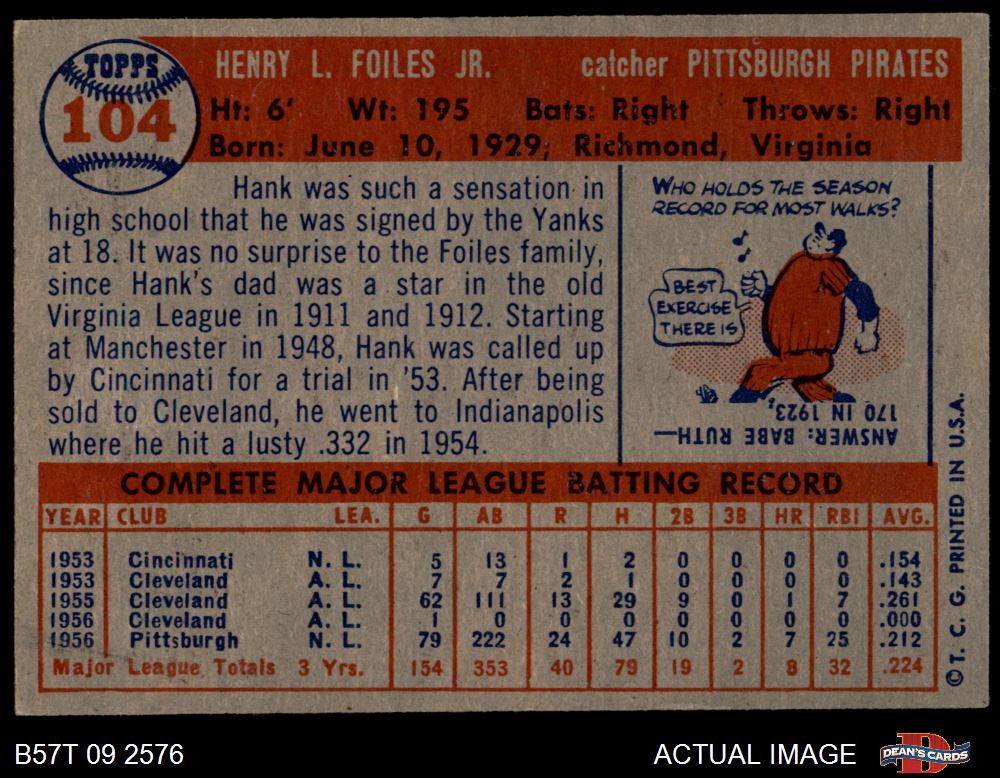 TOPPS
104
HENRY L. FOILES JR. catcher PITTSBURGH PIRATES
Ht: 6' Wt: 195 Bats: Right Throws: Right
Born: June 10, 1929; Richmond, Virginia
Hank was such a sensation in
high school that he was signed by the Yanks
at 18. It was no surprise to the Foiles family,
since Hank's dad was a star in the old
Virginia League in 1911 and 1912. Starting
at Manchester in 1948, Hank was called up
by Cincinnati for a trial in '53. After being
sold to Cleveland, he went to Indianapolis
where he hit a lusty .332 in 1954.
WHO HOLDS THE SEASON
RECORD FOR MOST WALKS?
BEST
EXERCISE
THERE IS
ANSWER: BABE RUTH—
170 IN 1923,
COMPLETE MAJOR LEAGUE BATTING RECORD
YEAR CLUB LEA. G AB R H 2B 3B HR RBI AVG.
1953 Cincinnati N. L. 5 13 1 2 0 0 0 0 .154
1953 Cleveland A. L. 7 7 2 1 0 0 0 0 .143
1955 Cleveland A. L. 62 111 13 29 9 0 1 7 .261
1956 Cleveland A. L. 1 0 0 0 0 0 0 0 .000
1956 Pittsburgh N. L. 79 222 24 47 10 2 7 25 .212
Major League Totals 3 Yrs. 154 353 40 79 19 2 8 32 .224
©T. C. G. PRINTED IN U.S.A.
B57T 09 2576
ACTUAL IMAGE
DEAN'S CARDS